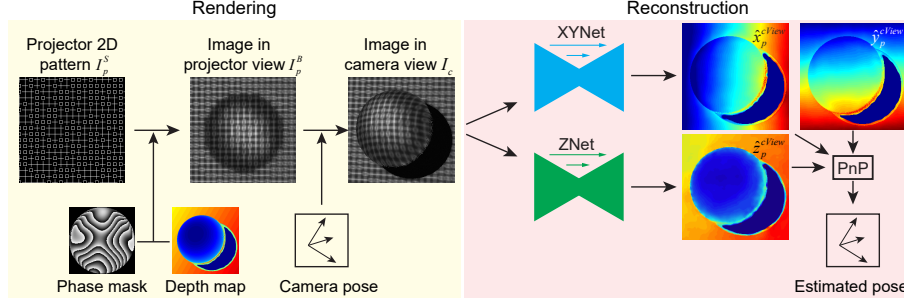 Rendering
Reconstruction
Projector 2D
pattern I_p^S
Image in
projector view I_p^B
Image in
camera view I_c
XYNet
x̂_p^{cView}
ŷ_p^{cView}
ZNet
ẑ_p^{cView}
PnP
Phase mask
Depth map
Camera pose
Estimated pose